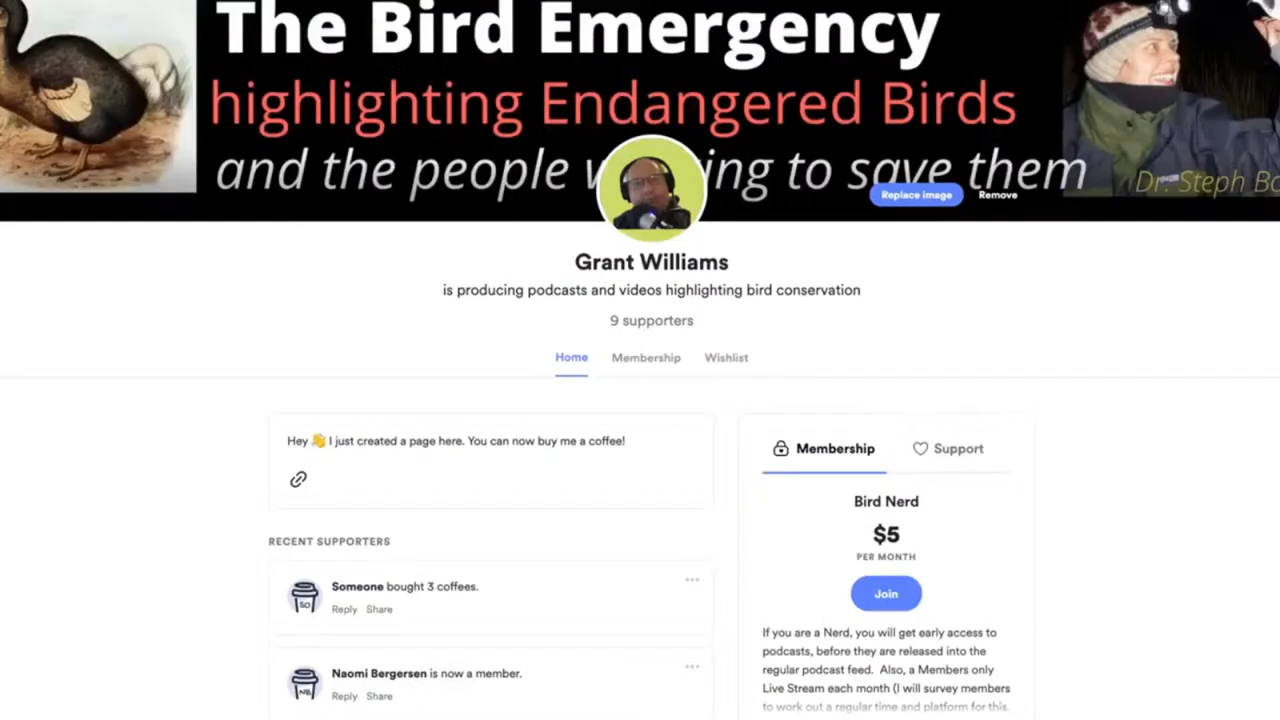 The Bird Emergency
highlighting Endangered Birds
and the people to save them
Dr. Steph
Replace image Remove
Grant Williams
is producing podcasts and videos highlighting bird conservation
9 supporters
Home Membership Wishlist
Hey 👋 I just created a page here. You can now buy me a coffee!
Membership Support
Bird Nerd
$5
PER MONTH
Join
If you are a Nerd, you will get early access to
podcasts, before they are released into the
regular podcast feed. Also, a Members only
Live Stream each month (I will survey members
to work out a regular time and platform for this.
RECENT SUPPORTERS
SO
Someone bought 3 coffees.
Reply Share
NB
Naomi Bergersen is now a member.
Reply Share